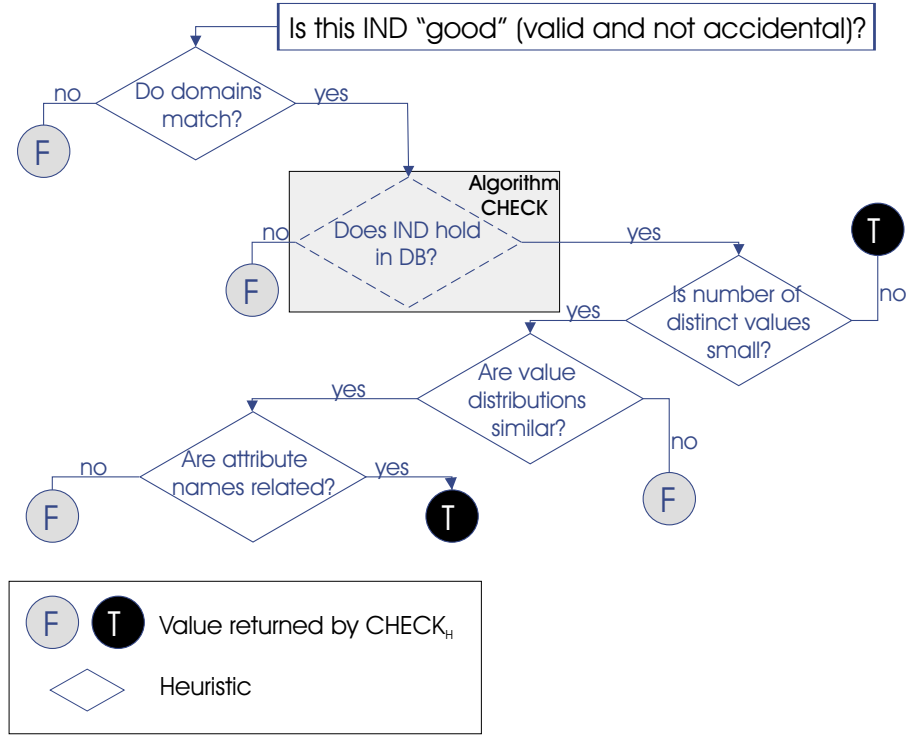 Is this IND “good” (valid and not accidental)?
no
Do domains
match?
yes
F
Algorithm
CHECK
no
Does IND hold
in DB?
yes
T
F
Is number of
distinct values
small?
no
yes
Are value
distributions
similar?
yes
no
Are attribute
names related?
no
yes
F
T
F
F
T
Value returned by CHECKH
Heuristic